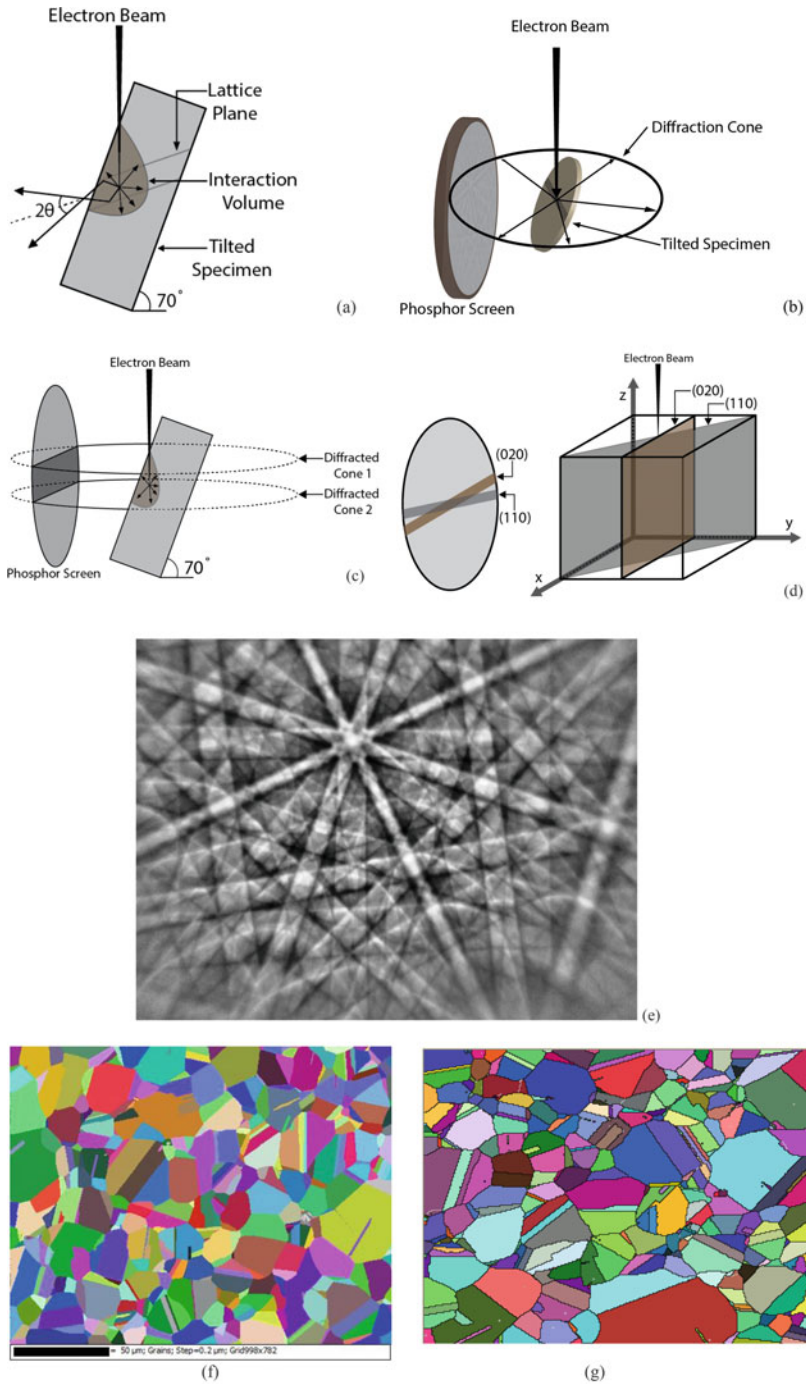 Electron Beam
Lattice
Plane
Interaction
Volume
2θ
Tilted
Specimen
70°
(a)
Electron Beam
Diffraction Cone
Tilted Specimen
Phosphor Screen
(b)
Electron Beam
Diffracted
Cone 1
Diffracted
Cone 2
Phosphor Screen
70°
(c)
Electron Beam
z
(020)
(110)
(020)
(110)
y
x
(d)
(e)
= 50 µm; Grains; Step=0.2 µm; Grid998x782
(f)
(g)